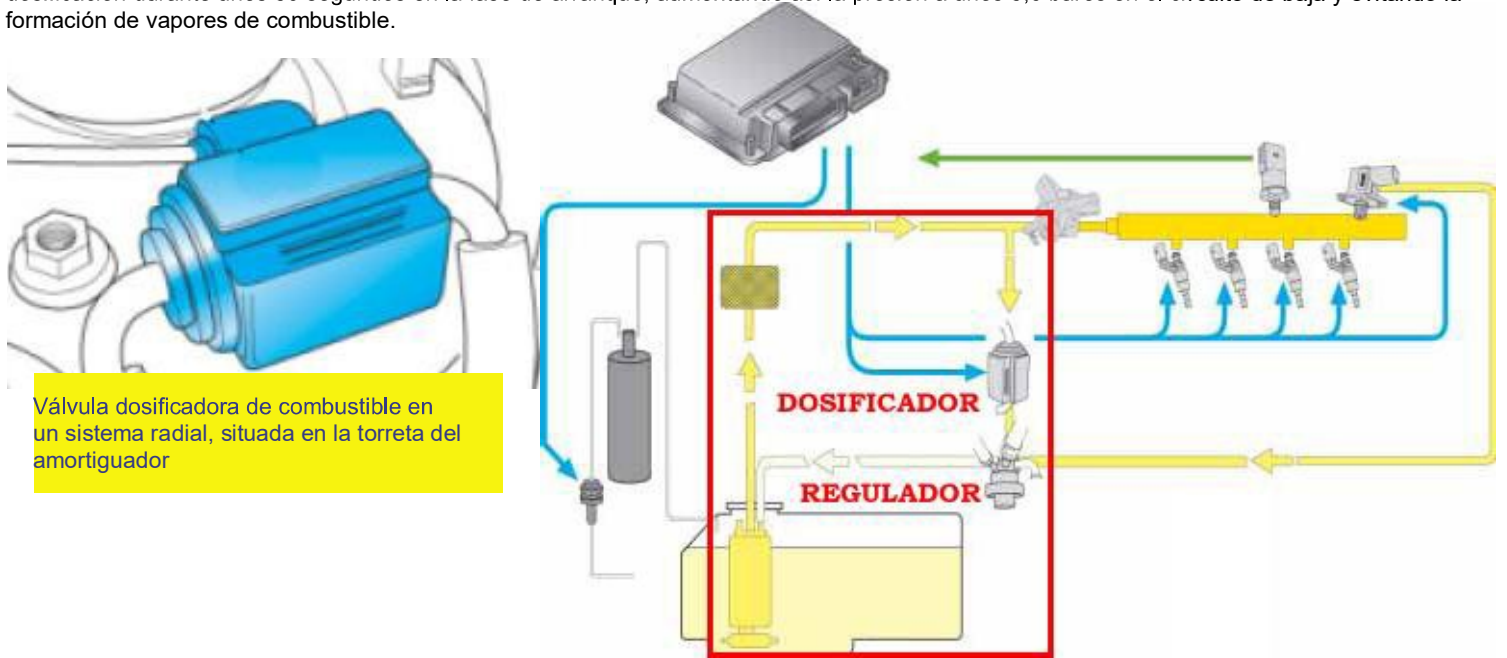 formación de vapores de combustible.
DOSIFICADOR
REGULADOR
Válvula dosificadora de combustible en
un sistema radial, situada en la torreta del
amortiguador